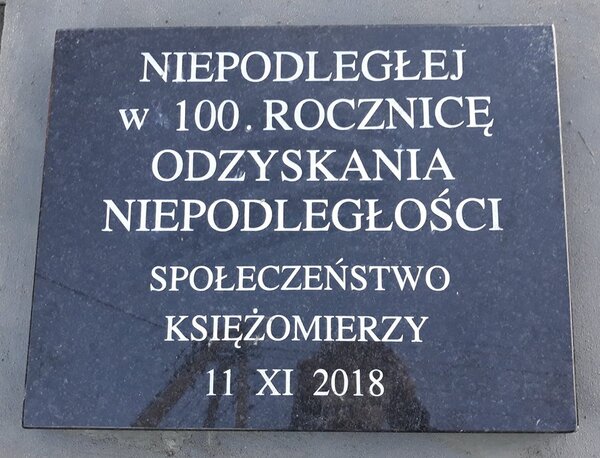 NIEPODLEGŁEJ
w 100. ROCZNICĘ
ODZYSKANIA
NIEPODLEGŁOŚCI
SPOŁECZEŃSTWO
KSIĘŻOMIERZY
11 XI 2018